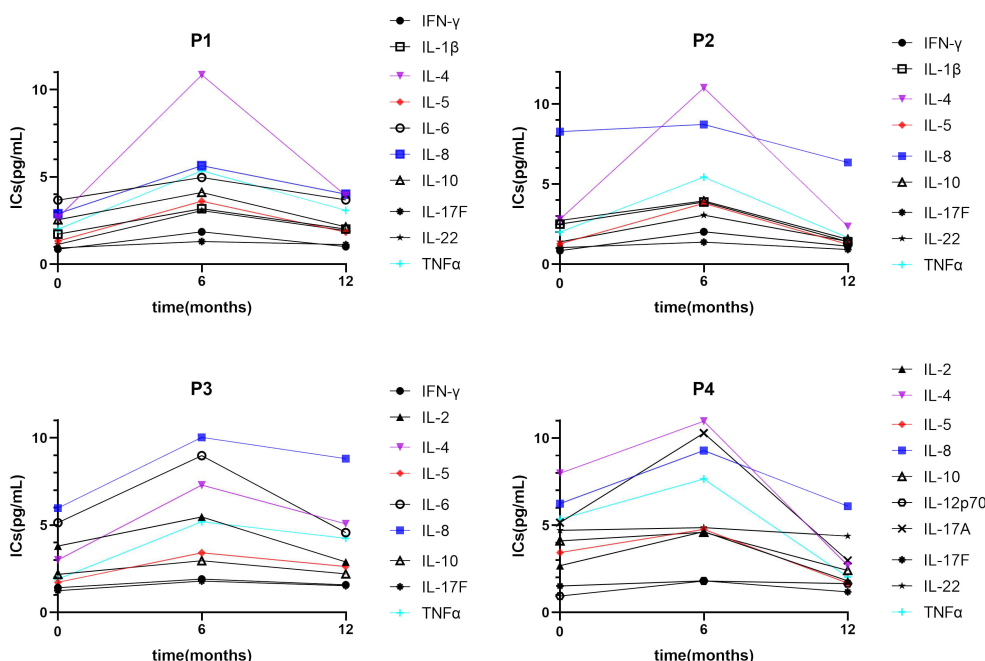 P1
ICs(pg/mL)
10
5
0
0
6
12
time(months)
IFN-γ
IL-1β
IL-4
IL-5
IL-6
IL-8
IL-10
IL-17F
IL-22
TNFα
P2
ICs(pg/mL)
10
5
0
0
6
12
time(months)
IFN-γ
IL-1β
IL-4
IL-5
IL-8
IL-10
IL-17F
IL-22
TNFα
P3
ICs(pg/mL)
10
5
0
0
6
12
time(months)
IFN-γ
IL-2
IL-4
IL-5
IL-6
IL-8
IL-10
IL-17F
TNFα
P4
ICs(pg/mL)
10
5
0
0
6
12
time(months)
IL-2
IL-4
IL-5
IL-8
IL-10
IL-12p70
IL-17A
IL-17F
IL-22
TNFα